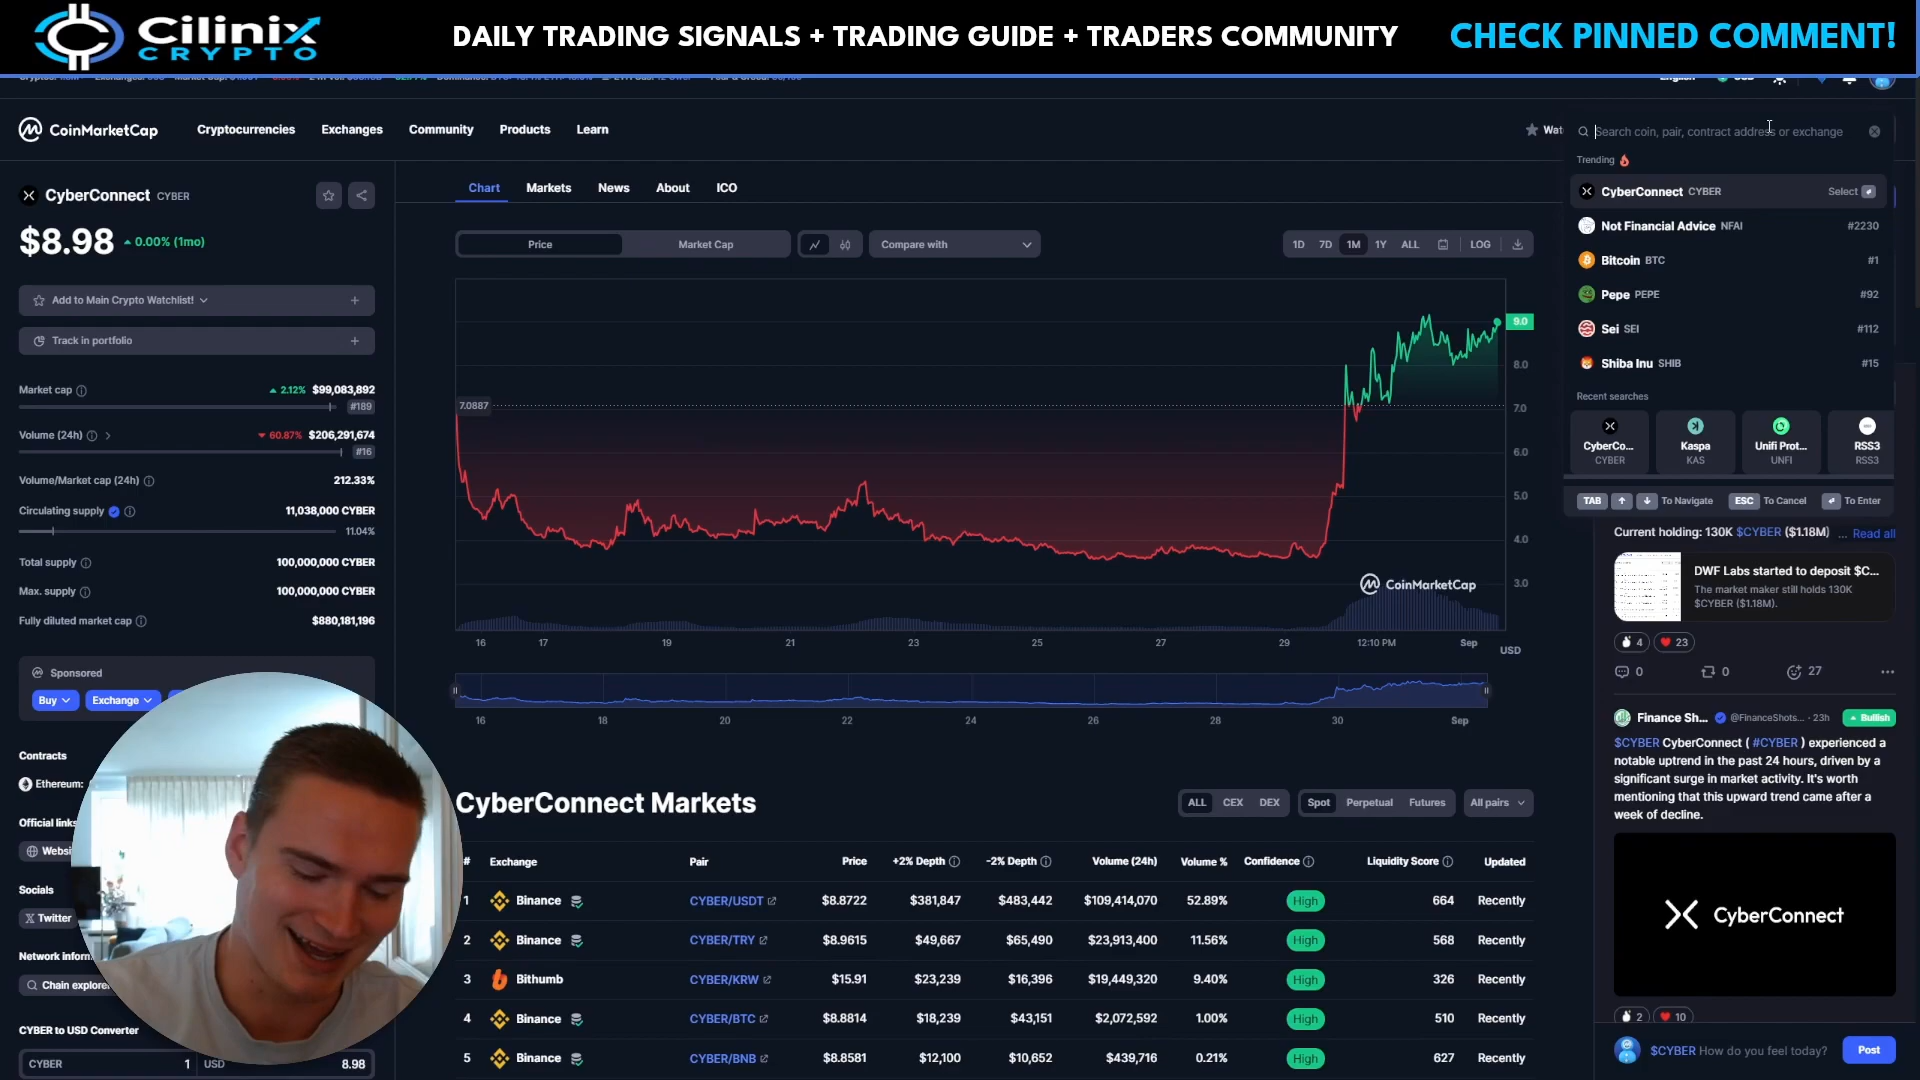 Cilinix
CRYPTO
DAILY TRADING SIGNALS + TRADING GUIDE + TRADERS COMMUNITY
CHECK PINNED COMMENT!
CoinMarketCap
Cryptocurrencies Exchanges Community Products Learn
Search coin, pair, contract address or exchange
Trending
CyberConnect CYBER Select
Not Financial Advice NFAI #2230
Bitcoin BTC #1
Pepe PEPE #92
Sei SEI #112
Shiba Inu SHIB #15
Recent searches
CyberCo... Kaspa Unifi Prot... RSS3
CYBER KAS UNFI RSS3
TAB To Navigate ESC To Cancel To Enter
CyberConnect CYBER
$8.98 0.00% (1mo)
Add to Main Crypto Watchlist!
Track in portfolio
Market cap 2.12% $99,083,892
#189
Volume (24h) 60.87% $206,291,674
#16
Volume/Market cap (24h) 212.33%
Circulating supply 11,038,000 CYBER
11.04%
Total supply 100,000,000 CYBER
Max. supply 100,000,000 CYBER
Fully diluted market cap $880,181,196
Sponsored
Buy Exchange
Contracts
Ethereum:
Official links
Socials
Twitter
CYBER to USD Converter
CYBER 1 USD 8.98
Chart Markets News About ICO
Price Market Cap Compare with
1D 7D 1M 1Y ALL LOG
7.0887
9.0
8.0
7.0
6.0
5.0
4.0
3.0
CoinMarketCap
16 17 19 21 23 25 27 29 12:10 PM Sep
USD
16 18 20 22 24 26 28 30 Sep
CyberConnect Markets
ALL CEX DEX Spot Perpetual Futures All pairs
# Exchange Pair Price +2% Depth -2% Depth Volume (24h) Volume % Confidence Liquidity Score Updated
1 Binance CYBER/USDT $8.8722 $381,847 $483,442 $109,414,070 52.89% High 664 Recently
2 Binance CYBER/TRY $8.9615 $49,667 $65,490 $23,913,400 11.56% High 568 Recently
3 Bithumb CYBER/KRW $15.91 $23,239 $16,396 $19,449,320 9.40% High 326 Recently
4 Binance CYBER/BTC $8.8814 $18,239 $43,151 $2,072,592 1.00% High 510 Recently
5 Binance CYBER/BNB $8.8581 $12,100 $10,652 $439,716 0.21% High 627 Recently
Current holding: 130K $CYBER ($1.18M) ... Read all
DWF Labs started to deposit $C...
The market maker still holds 130K
$CYBER ($1.18M).
4 23
0 0 27
Finance Sh... @FinanceShots... · 23h Bullish
$CYBER CyberConnect ( #CYBER ) experienced a
notable uptrend in the past 24 hours, driven by a
significant surge in market activity. It's worth
mentioning that this upward trend came after a
week of decline.
CyberConnect
2 10
$CYBER How do you feel today? Post